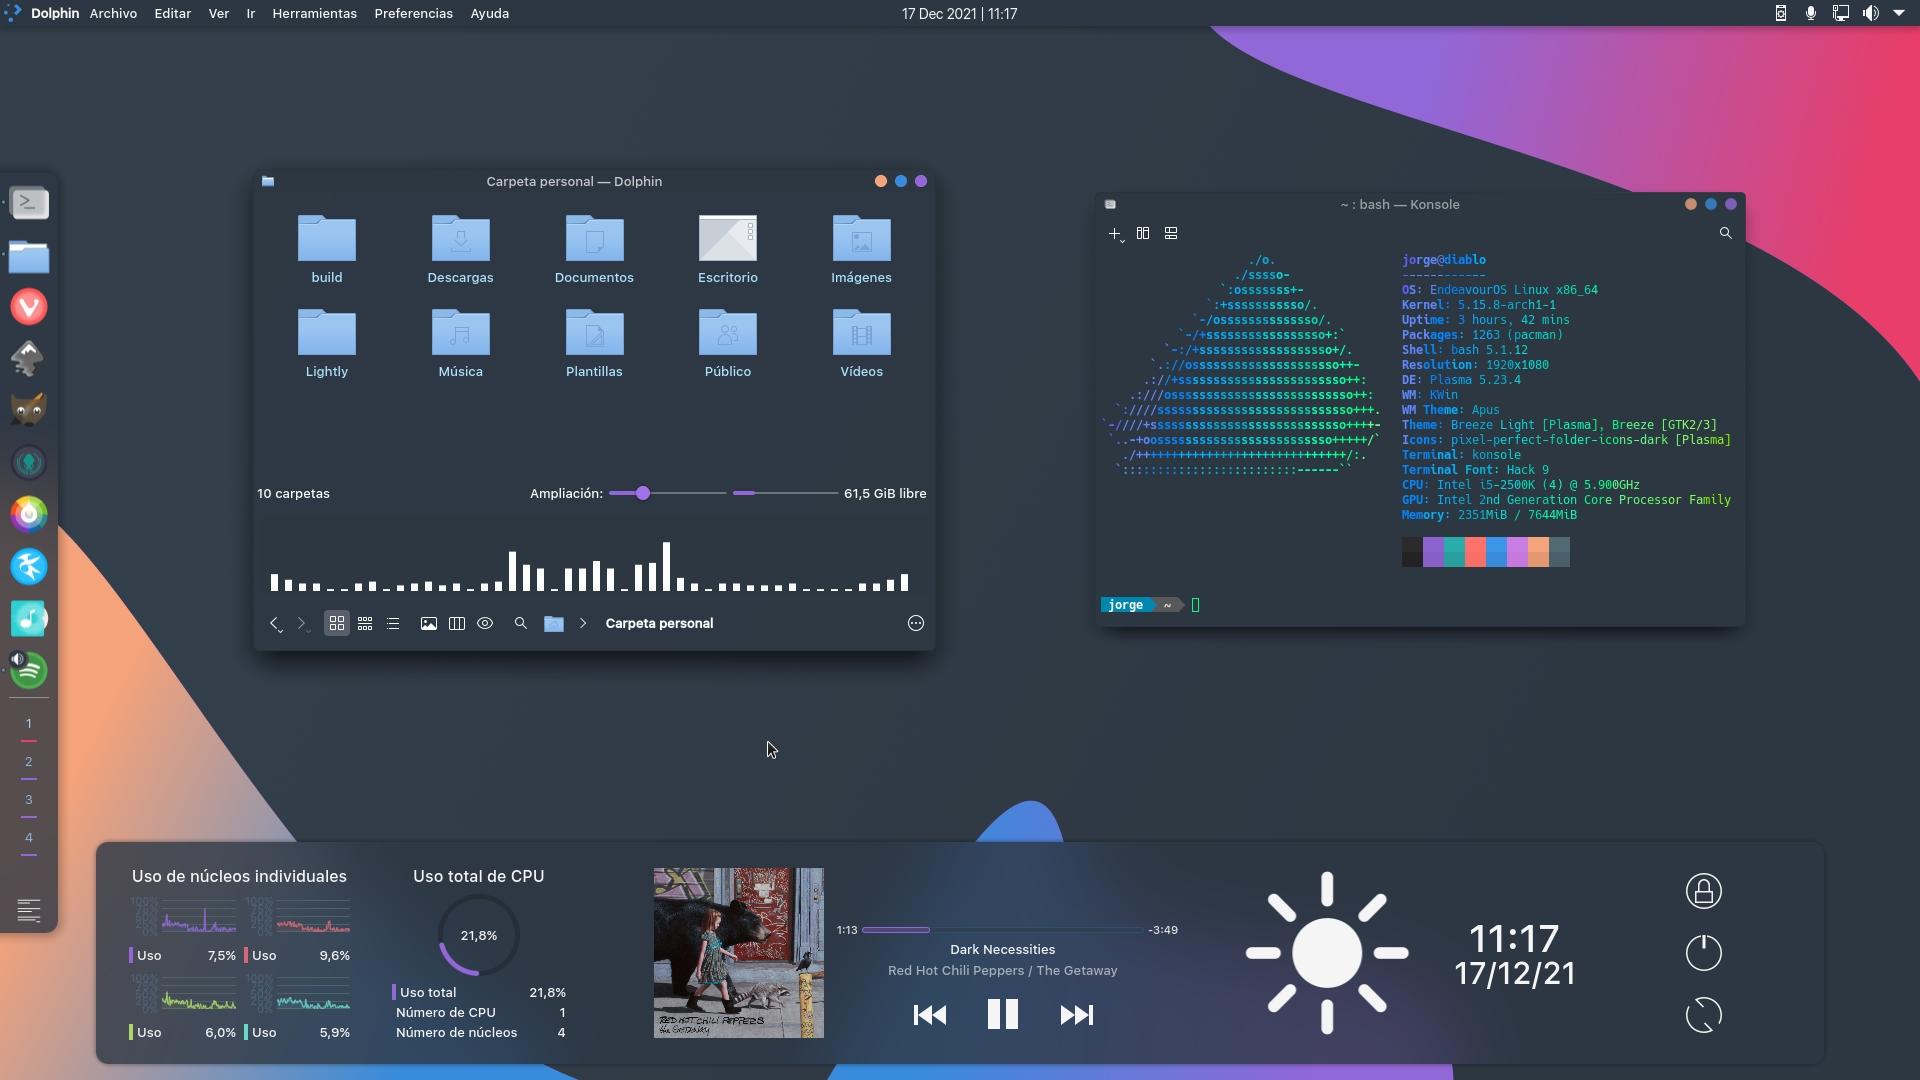 Dolphin Archivo Editar Ver Ir Herramientas Preferencias Ayuda
17 Dec 2021 | 11:17
Carpeta personal — Dolphin
build Descargas Documentos Escritorio Imágenes
Lightly Música Plantillas Público Vídeos
10 carpetas Ampliación: 61,5 GiB libre
Carpeta personal
~ : bash — Konsole
jorge@diablo
------------
OS: EndeavourOS Linux x86_64
Kernel: 5.15.8-arch1-1
Uptime: 3 hours, 42 mins
Packages: 1263 (pacman)
Shell: bash 5.1.12
Resolution: 1920x1080
DE: Plasma 5.23.4
WM: KWin
WM Theme: Apus
Theme: Breeze Light [Plasma], Breeze [GTK2/3]
Icons: pixel-perfect-folder-icons-dark [Plasma]
Terminal: konsole
Terminal Font: Hack 9
CPU: Intel i5-2500K (4) @ 5.900GHz
GPU: Intel 2nd Generation Core Processor Family
Memory: 2351MiB / 7644MiB
jorge ~
1
2
3
4
Uso de núcleos individuales
100% 100%
Uso 7,5% Uso 9,6%
100% 100%
Uso 6,0% Uso 5,9%
Uso total de CPU
21,8%
Uso total 21,8%
Número de CPU 1
Número de núcleos 4
RED HOT CHILI PEPPERS
the GETAWAY
1:13 -3:49
Dark Necessities
Red Hot Chili Peppers / The Getaway
11:17
17/12/21